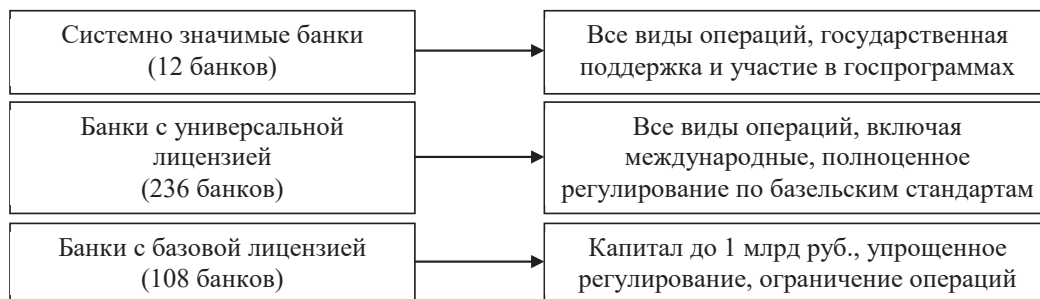 Системно значимые банки
(12 банков)
Все виды операций, государственная
поддержка и участие в госпрограммах
Банки с универсальной
лицензией
(236 банков)
Все виды операций, включая
международные, полноценное
регулирование по базельским стандартам
Банки с базовой лицензией
(108 банков)
Капитал до 1 млрд руб., упрощенное
регулирование, ограничение операций